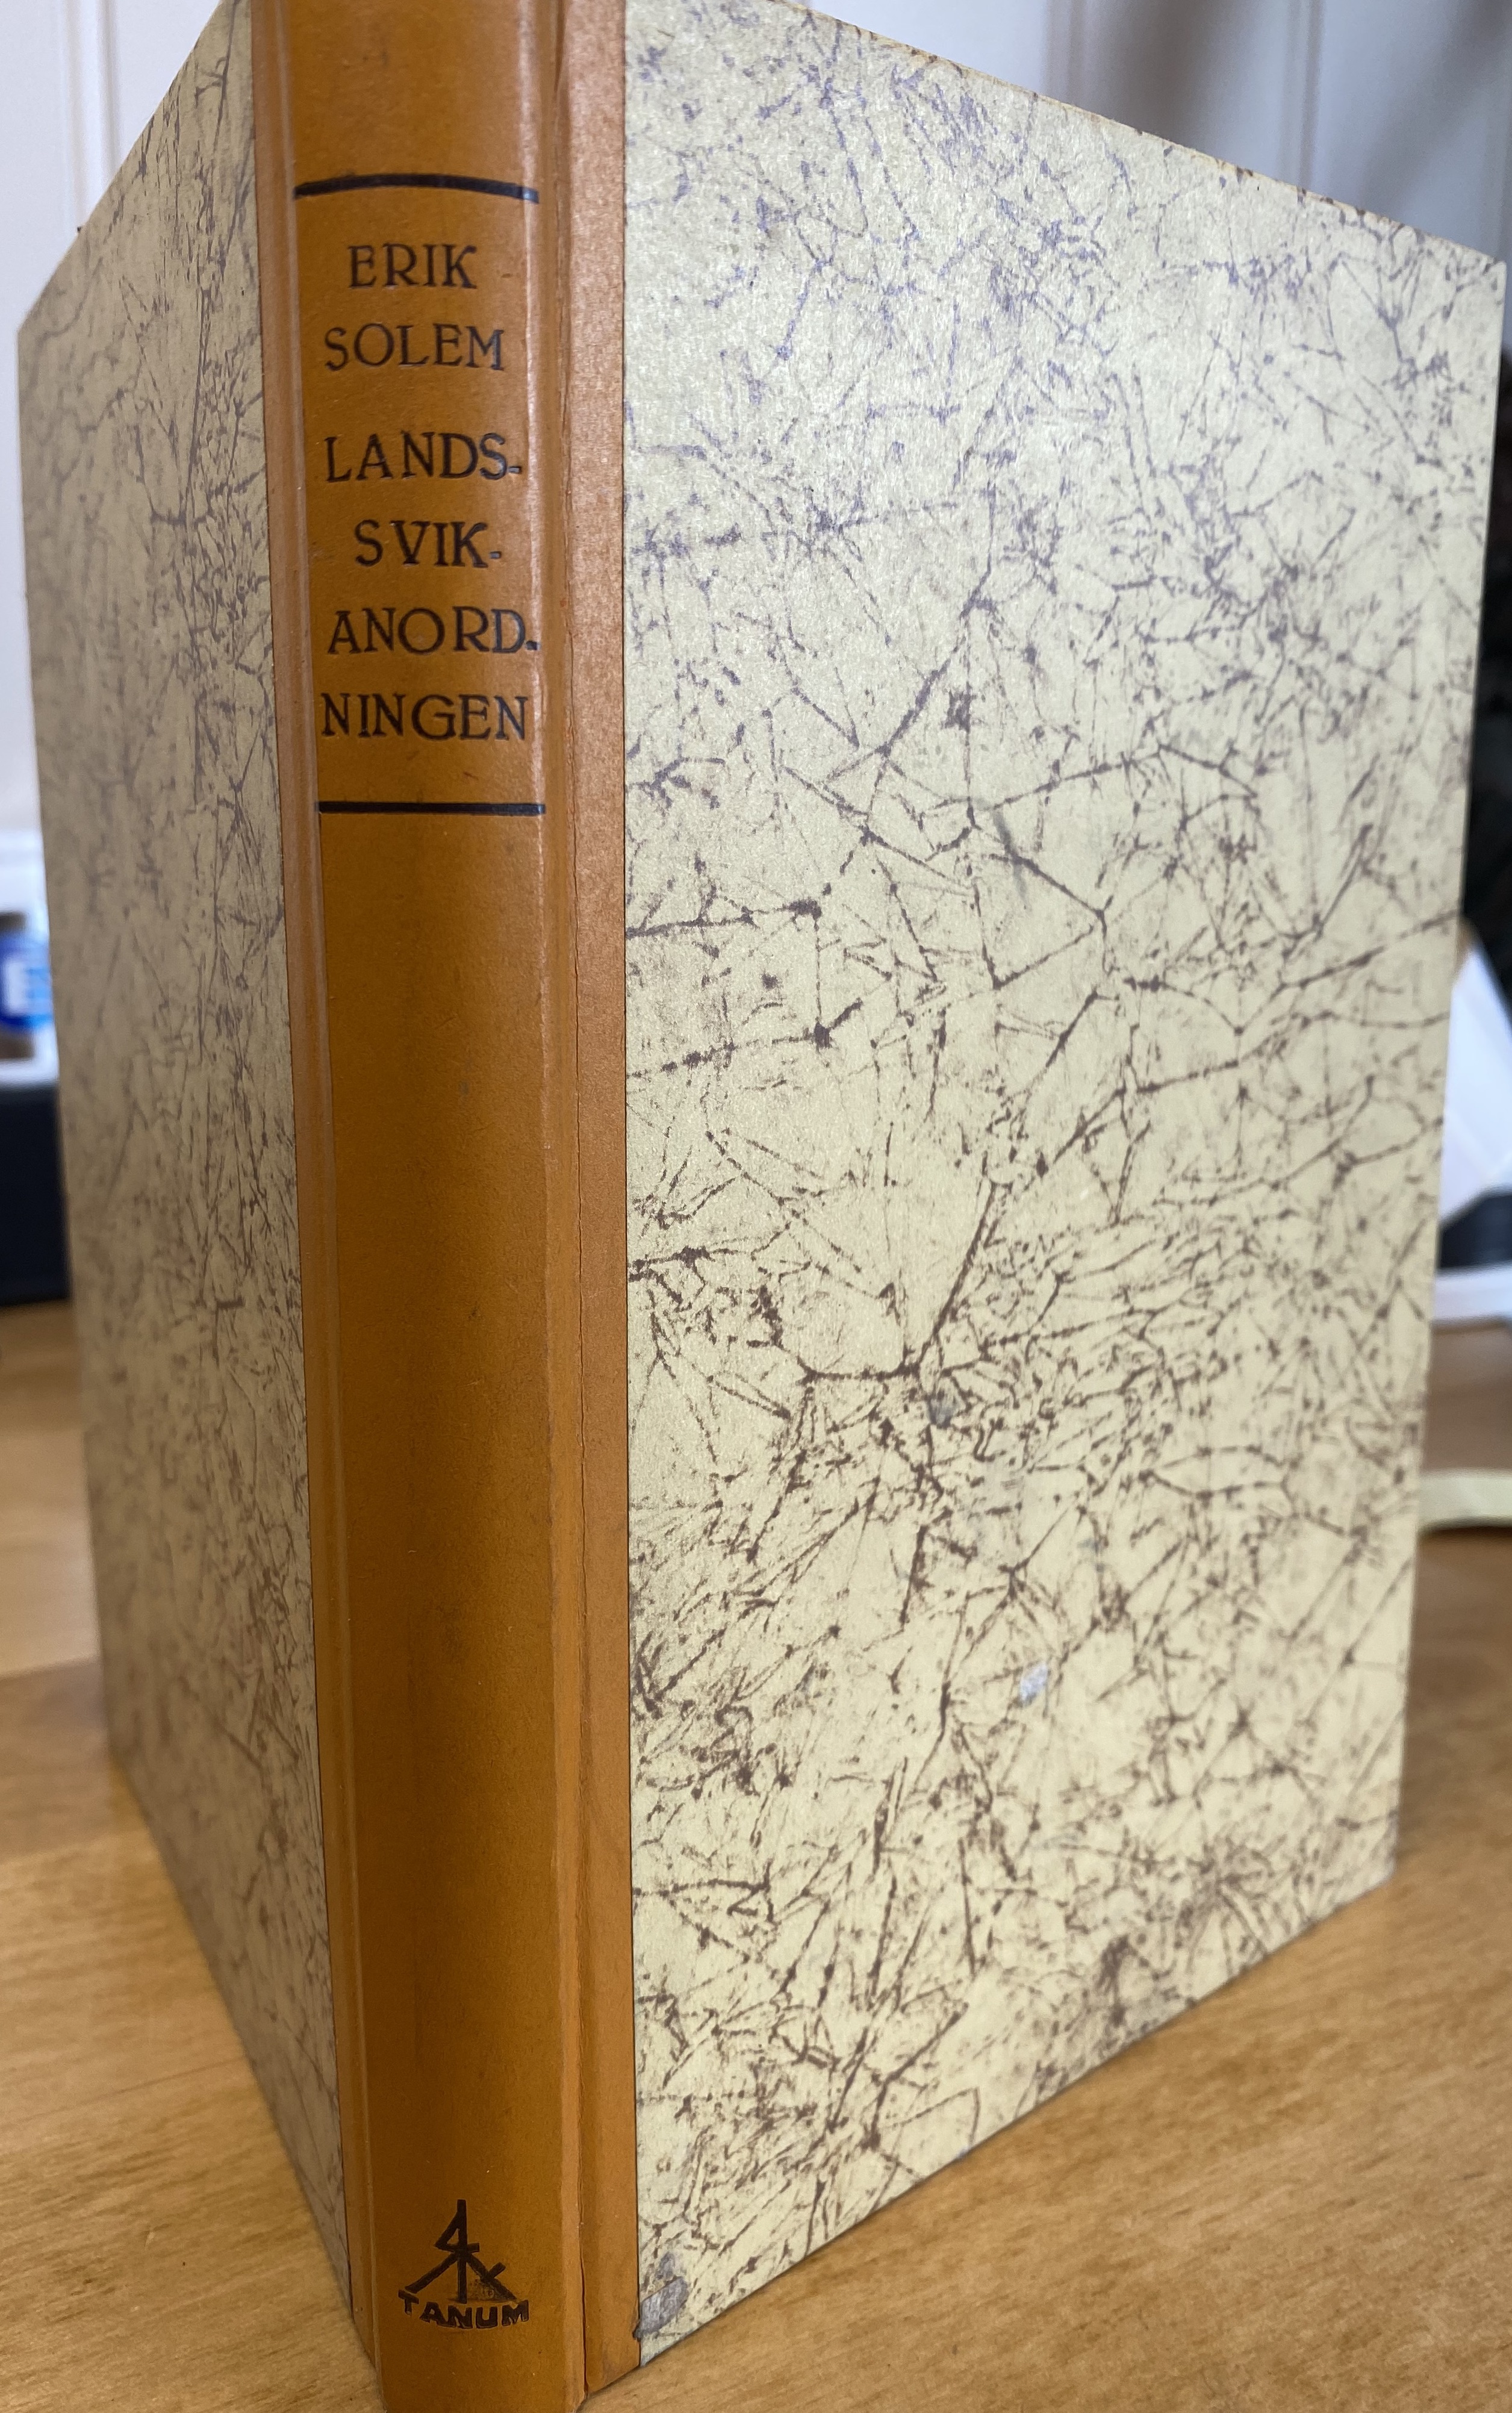 ERIK
SOLEM
LANDS-
SVIK-
ANORD-
NINGEN
TANUM